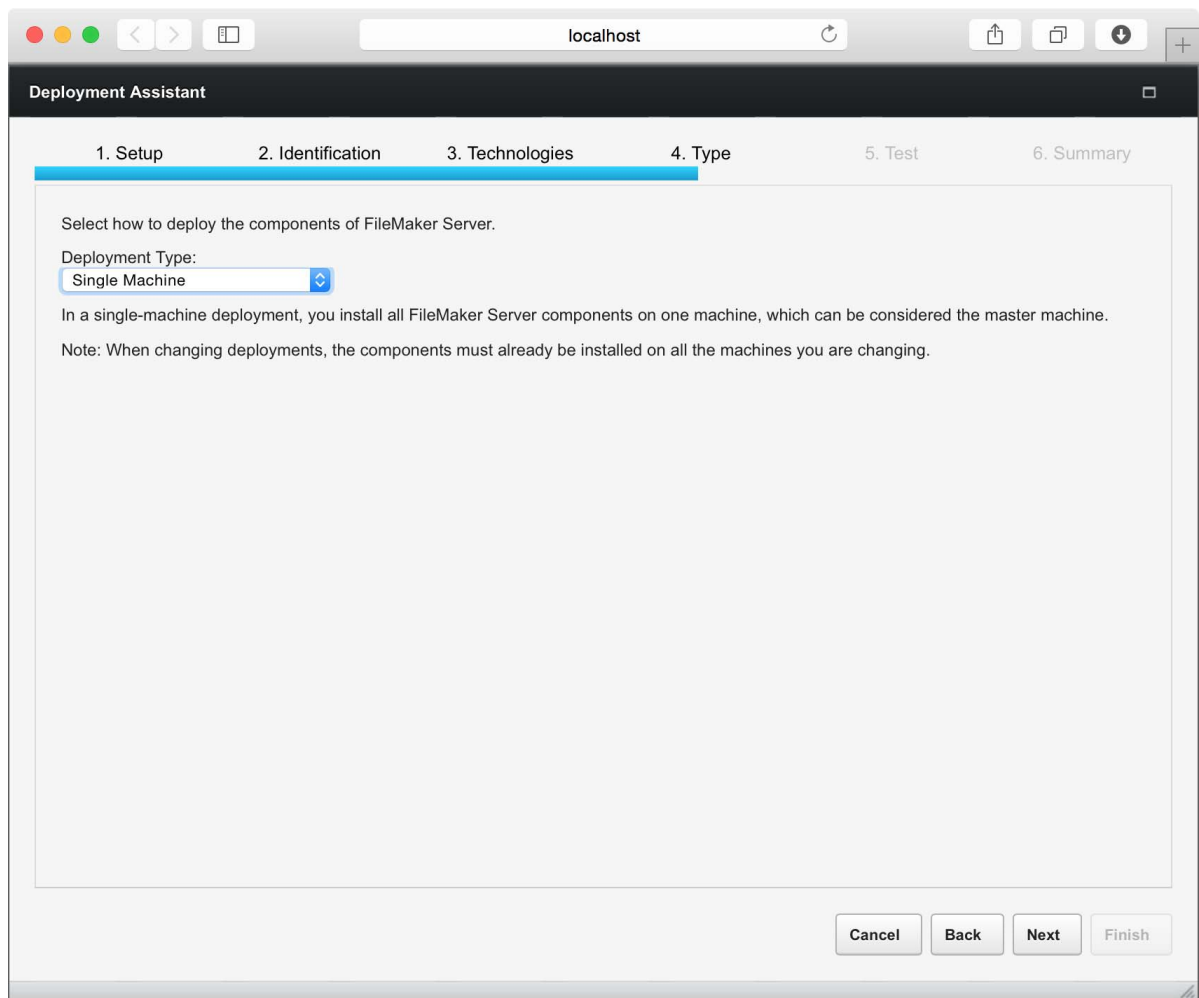 localhost
Deployment Assistant
1. Setup 2. Identification 3. Technologies 4. Type 5. Test 6. Summary
Select how to deploy the components of FileMaker Server.
Deployment Type:
Single Machine
In a single-machine deployment, you install all FileMaker Server components on one machine, which can be considered the master machine.
Note: When changing deployments, the components must already be installed on all the machines you are changing.
Cancel Back Next Finish